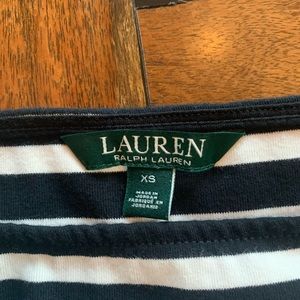 LAUREN
RALPH LAUREN
XS
MADE IN
JORDAN
FABRIQUÉ EN
JORDANIE